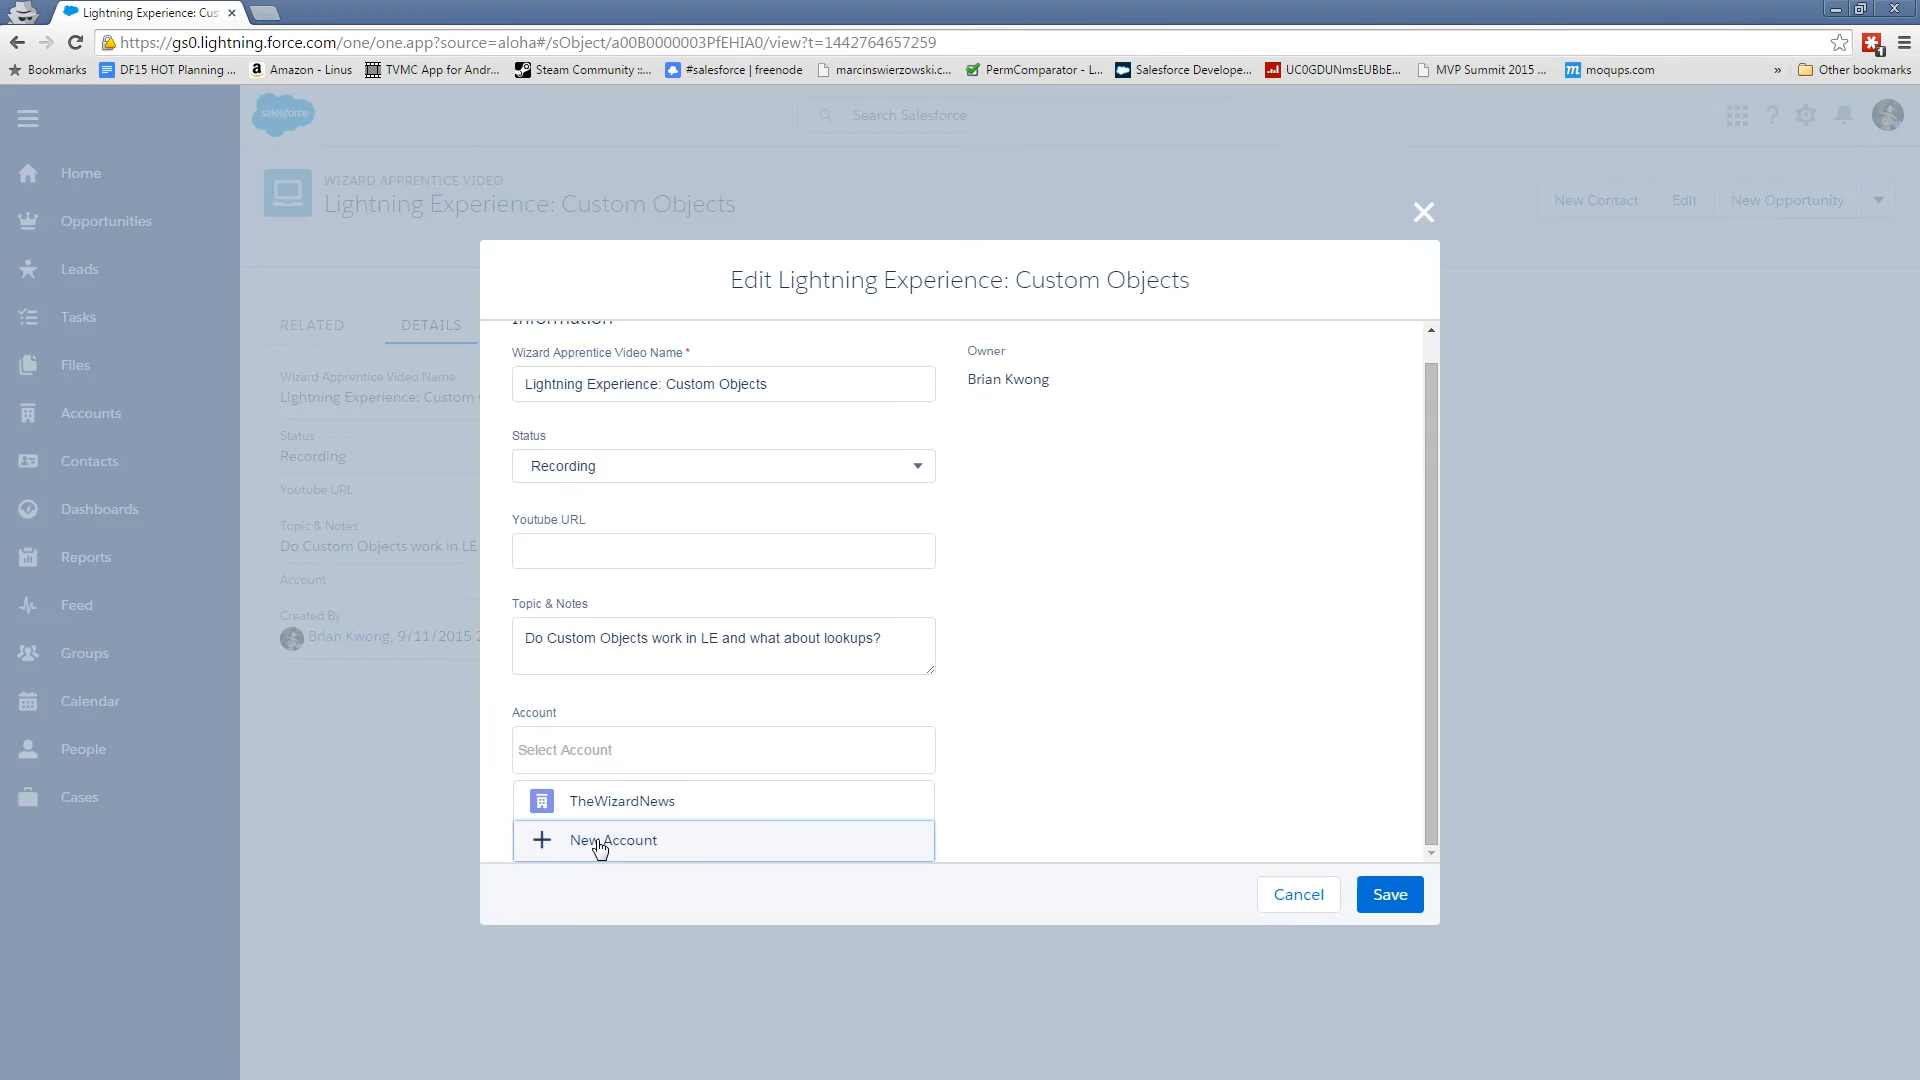 Lightning Experience: Cus
https://gs0.lightning.force.com/one/one.app?source=aloha#/sObject/a00B0000003PfEHIA0/view?t=1442764657259
1
Bookmarks
DF15 HOT Planning ...
Amazon - Linus
TVMC App for Andr...
Steam Community ::...
#salesforce | freenode
marcinswierzowski.c...
PermComparator - L...
Salesforce Develope...
UC0GDUNmsEUBbE...
MVP Summit 2015 ...
moqups.com
»
Other bookmarks
salesforce
Search Salesforce
Home
Opportunities
Leads
Tasks
Files
Accounts
Contacts
Dashboards
Reports
Feed
Groups
Calendar
People
Cases
WIZARD APPRENTICE VIDEO
Lightning Experience: Custom Objects
New Contact
Edit
New Opportunity
RELATED
DETAILS
Wizard Apprentice Video Name
Lightning Experience: Custom
Status
Recording
Youtube URL
Topic & Notes
Do Custom Objects work in LE
Account
Created By
Brian Kwong, 9/11/2015
Edit Lightning Experience: Custom Objects
Information
Wizard Apprentice Video Name *
Lightning Experience: Custom Objects
Owner
Brian Kwong
Status
Recording
Youtube URL
Topic & Notes
Do Custom Objects work in LE and what about lookups?
Account
Select Account
TheWizardNews
New Account
Cancel
Save